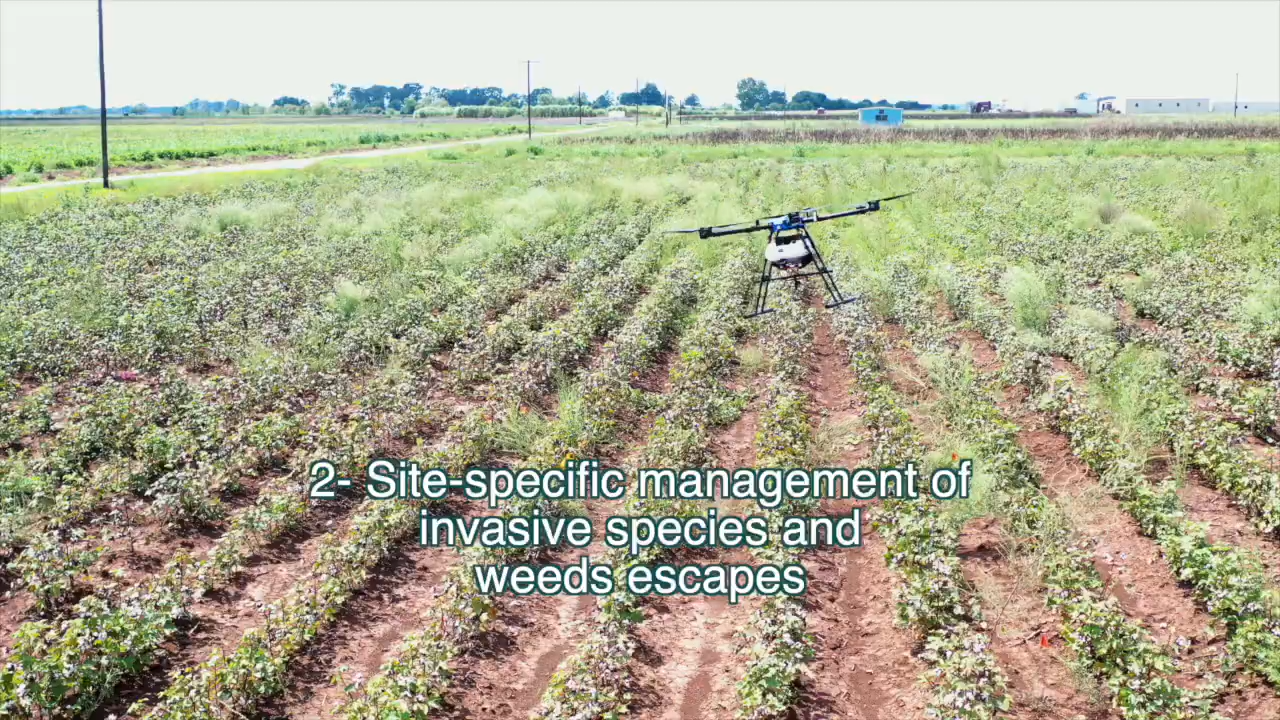 2- Site-specific management of
invasive species and
weeds escapes